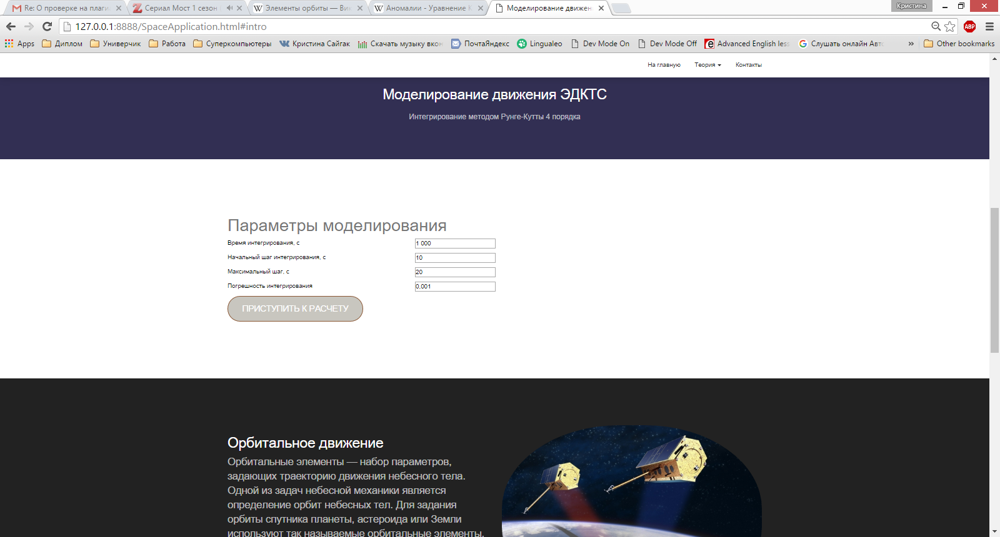 Кристина
Re: О проверке на плаги
Сериал Мост 1 сезон
Элементы орбиты — Вик
Аномалии - Уравнение К
Моделирование движен
127.0.0.1:8888/SpaceApplication.html#intro
ABP
Apps Диплом Универчик Работа Суперкомпьютеры Кристина Сайгак Скачать музыку вкон ПочтаЯндекс Lingualeo Dev Mode On Dev Mode Off Advanced English less Слушать онлайн Авто » Other bookmarks
На главную Теория Контакты
Моделирование движения ЭДКТС
Интегрирование методом Рунге-Кутты 4 порядка
Параметры моделирования
Время интегрирования, с 1 000
Начальный шаг интегрирования, с 10
Максимальный шаг, с 20
Погрешность интегрирования 0,001
ПРИСТУПИТЬ К РАСЧЕТУ
Орбитальное движение
Орбитальные элементы — набор параметров,
задающих траекторию движения небесного тела.
Одной из задач небесной механики является
определение орбит небесных тел. Для задания
орбиты спутника планеты, астероида или Земли
используют так называемые орбитальные элементы.